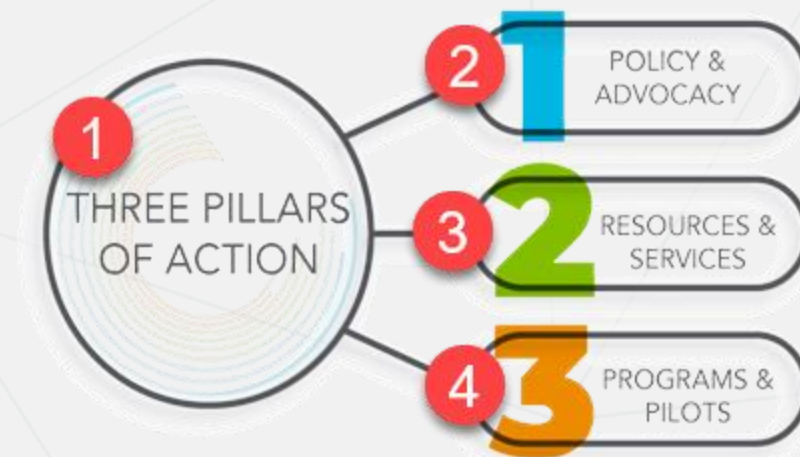 1
THREE PILLARS
OF ACTION
2
1
POLICY &
ADVOCACY
3
2
RESOURCES &
SERVICES
4
3
PROGRAMS &
PILOTS